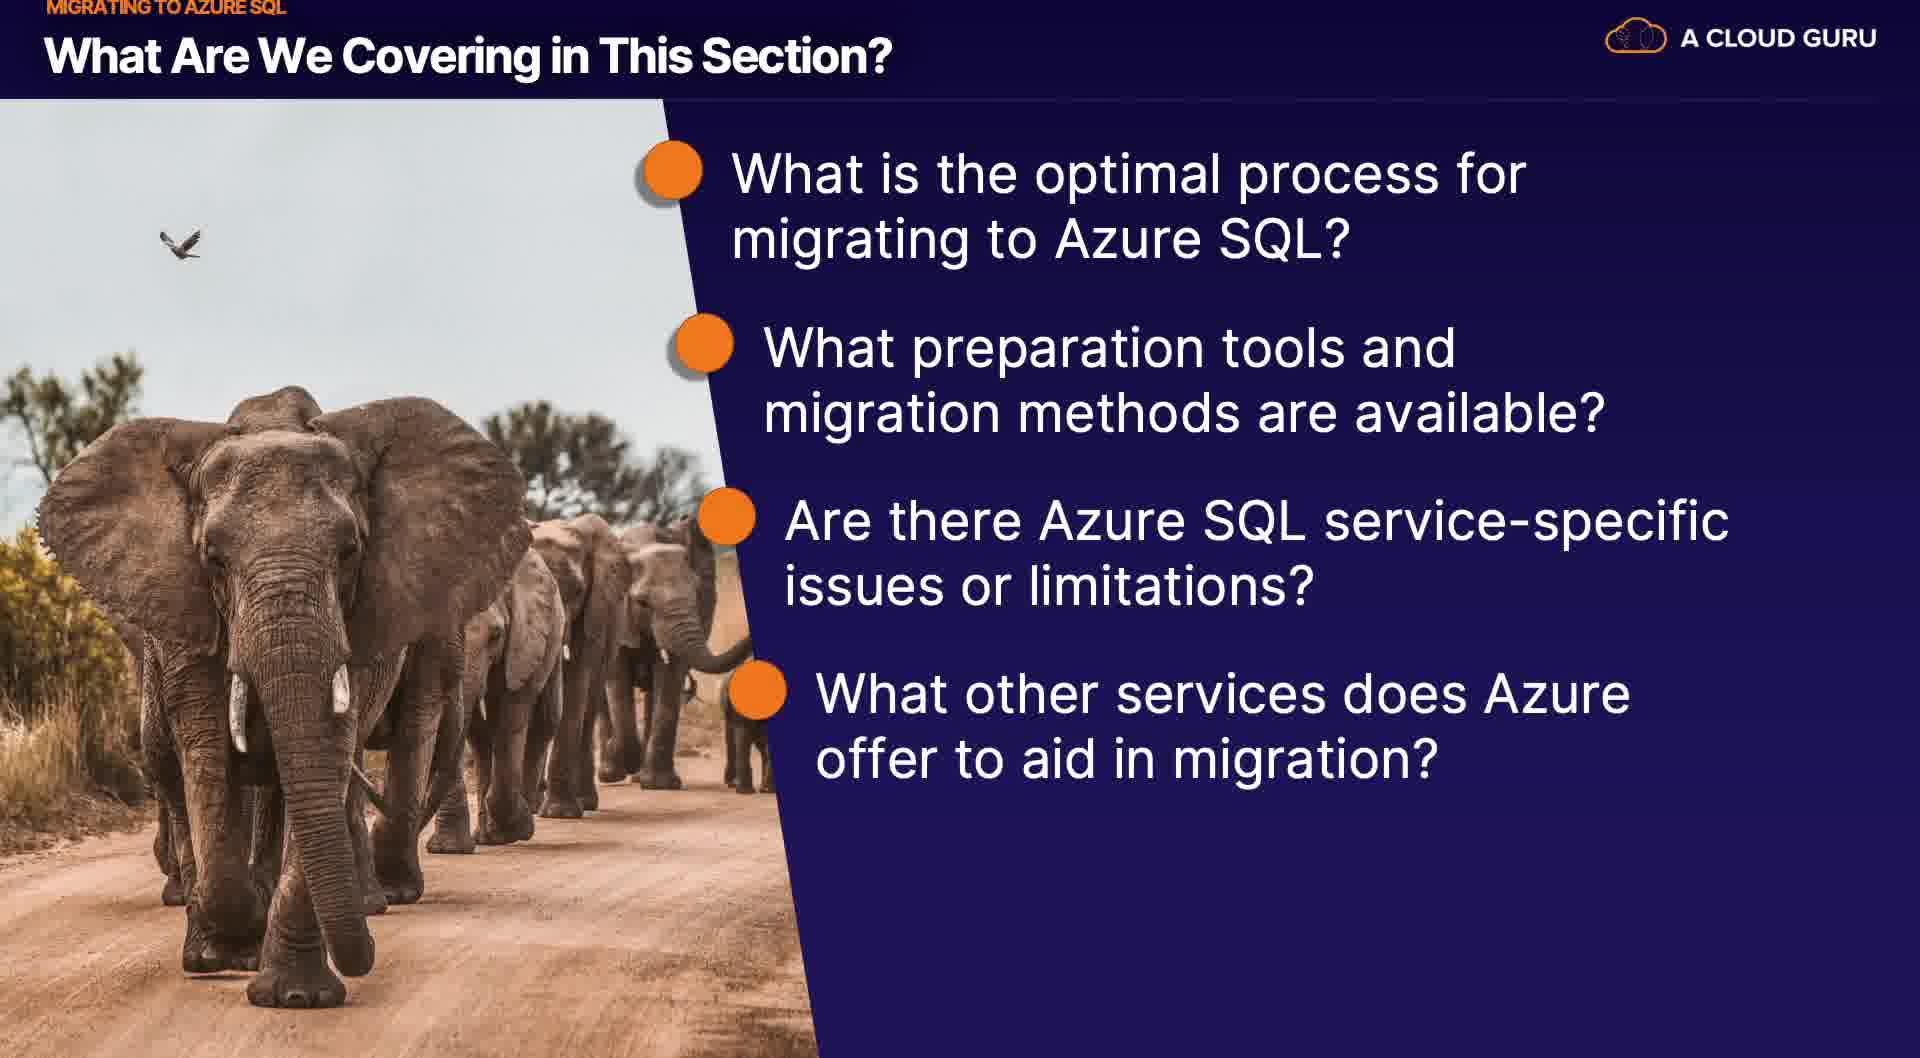 MIGRATING TO AZURE SQL
What Are We Covering in This Section?
A CLOUD GURU
What is the optimal process for
migrating to Azure SQL?
What preparation tools and
migration methods are available?
Are there Azure SQL service-specific
issues or limitations?
What other services does Azure
offer to aid in migration?